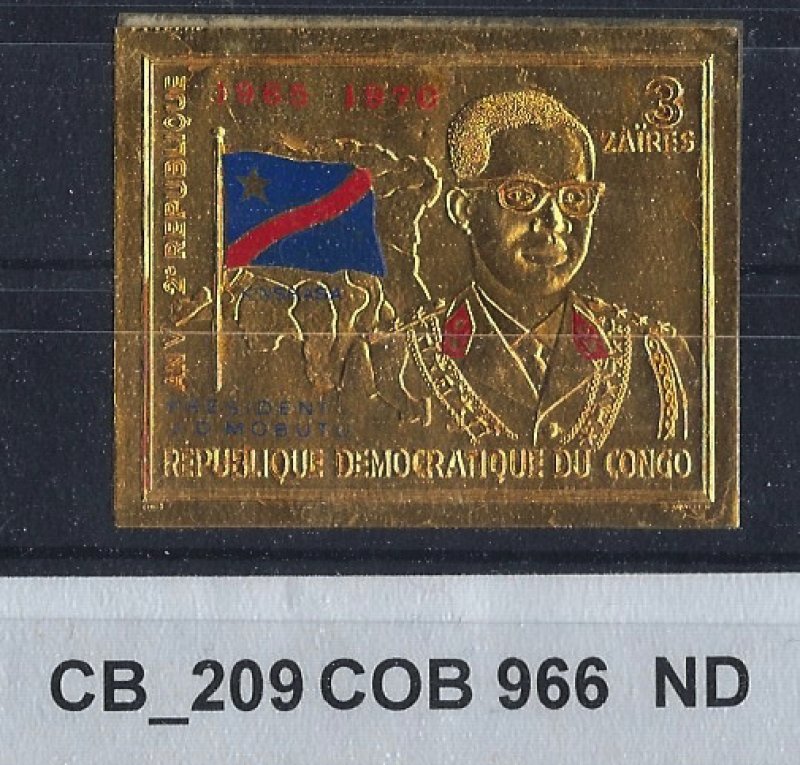 1965 1970
3
ZAÏRES
AN V 2e REPUBLIQUE
KINSHASA
PRESIDENT
J.D. MOBUTU
REPUBLIQUE DEMOCRATIQUE DU CONGO
CB_209 COB 966 ND